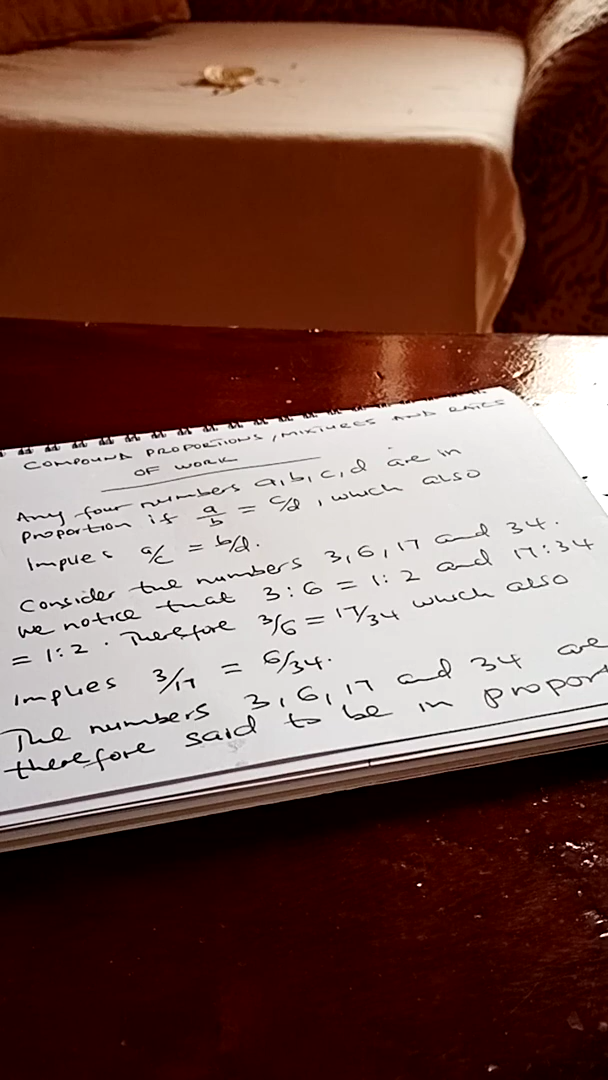 COMPOUND PROPORTIONS, MIXTURES AND RATES
OF WORK
Any four numbers a, b, c, d are in
proportion if a/b = c/d, which also
Implies a/c = b/d.
Consider the numbers 3, 6, 17 and 34.
We notice that 3:6 = 1:2 and 17:34
= 1:2. Therefore 3/6 = 17/34 which also
Implies 3/17 = 6/34.
The numbers 3, 6, 17 and 34 are
therefore said to be in proport